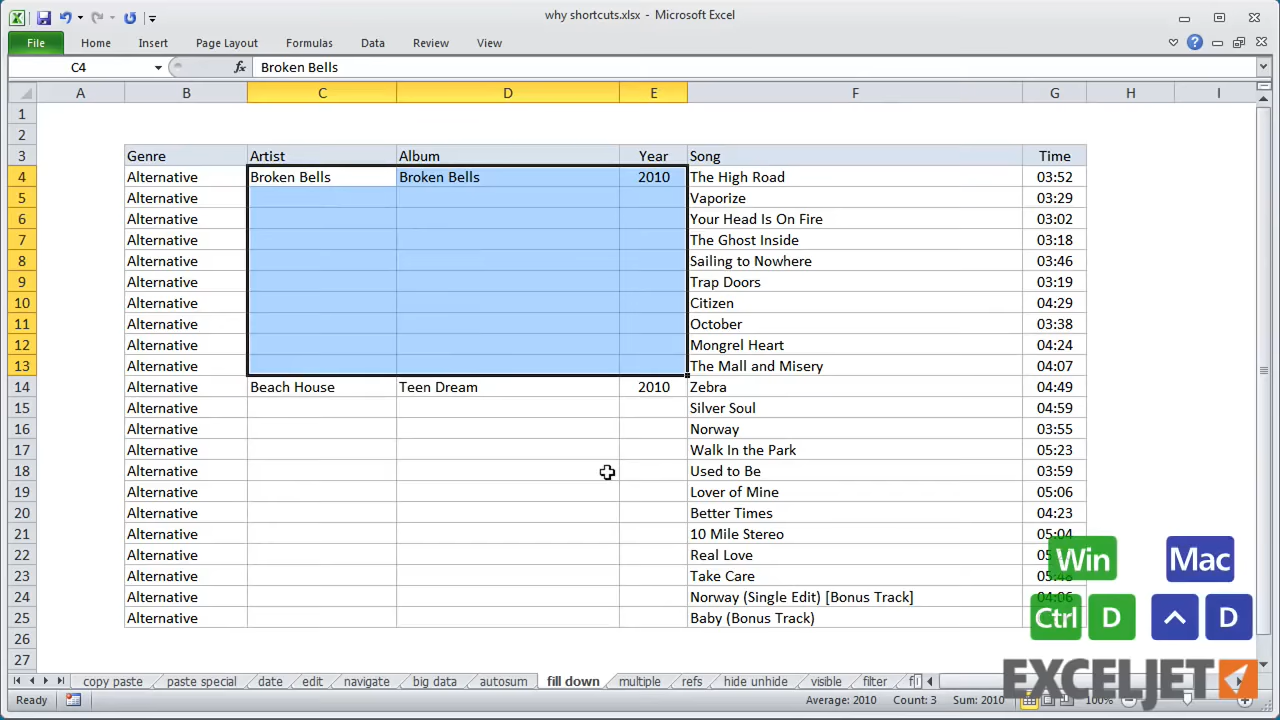 why shortcuts.xlsx - Microsoft Excel
File Home Insert Page Layout Formulas Data Review View
C4 fx Broken Bells
A B C D E F G H I
1
2
3 Genre Artist Album Year Song Time
4 Alternative Broken Bells Broken Bells 2010 The High Road 03:52
5 Alternative Vaporize 03:29
6 Alternative Your Head Is On Fire 03:02
7 Alternative The Ghost Inside 03:18
8 Alternative Sailing to Nowhere 03:46
9 Alternative Trap Doors 03:19
10 Alternative Citizen 04:29
11 Alternative October 03:38
12 Alternative Mongrel Heart 04:24
13 Alternative The Mall and Misery 04:07
14 Alternative Beach House Teen Dream 2010 Zebra 04:49
15 Alternative Silver Soul 04:59
16 Alternative Norway 03:55
17 Alternative Walk In the Park 05:23
18 Alternative Used to Be 03:59
19 Alternative Lover of Mine 05:06
20 Alternative Better Times 04:23
21 Alternative 10 Mile Stereo 05:04
22 Alternative Real Love
23 Alternative Take Care 05:48
24 Alternative Norway (Single Edit) [Bonus Track] 04:06
25 Alternative Baby (Bonus Track)
26
27
Win Mac
Ctrl D ^ D
EXCELJET
copy paste paste special date edit navigate big data autosum fill down multiple refs hide unhide visible filter
Ready Average: 2010 Count: 3 Sum: 2010 100%